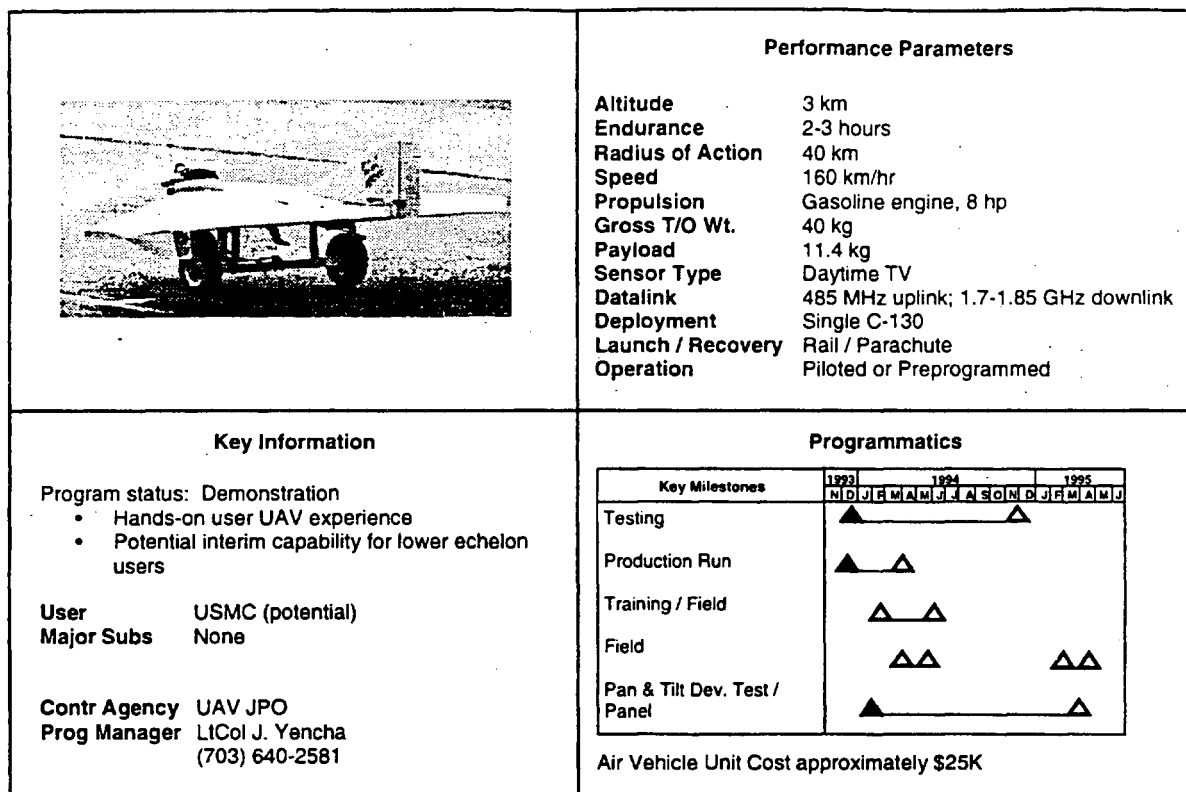 Performance Parameters
Altitude 3 km
Endurance 2-3 hours
Radius of Action 40 km
Speed 160 km/hr
Propulsion Gasoline engine, 8 hp
Gross T/O Wt. 40 kg
Payload 11.4 kg
Sensor Type Daytime TV
Datalink 485 MHz uplink; 1.7-1.85 GHz downlink
Deployment Single C-130
Launch / Recovery Rail / Parachute
Operation Piloted or Preprogrammed
Key Information
Program status: Demonstration
• Hands-on user UAV experience
• Potential interim capability for lower echelon
users
User USMC (potential)
Major Subs None
Contr Agency UAV JPO
Prog Manager LtCol J. Yencha
(703) 640-2581
Programmatics
Key Milestones 1993 1994 1995
N D J F M A M J J A S O N D J F M A M J
Testing
Production Run
Training / Field
Field
Pan & Tilt Dev. Test /
Panel
Air Vehicle Unit Cost approximately $25K